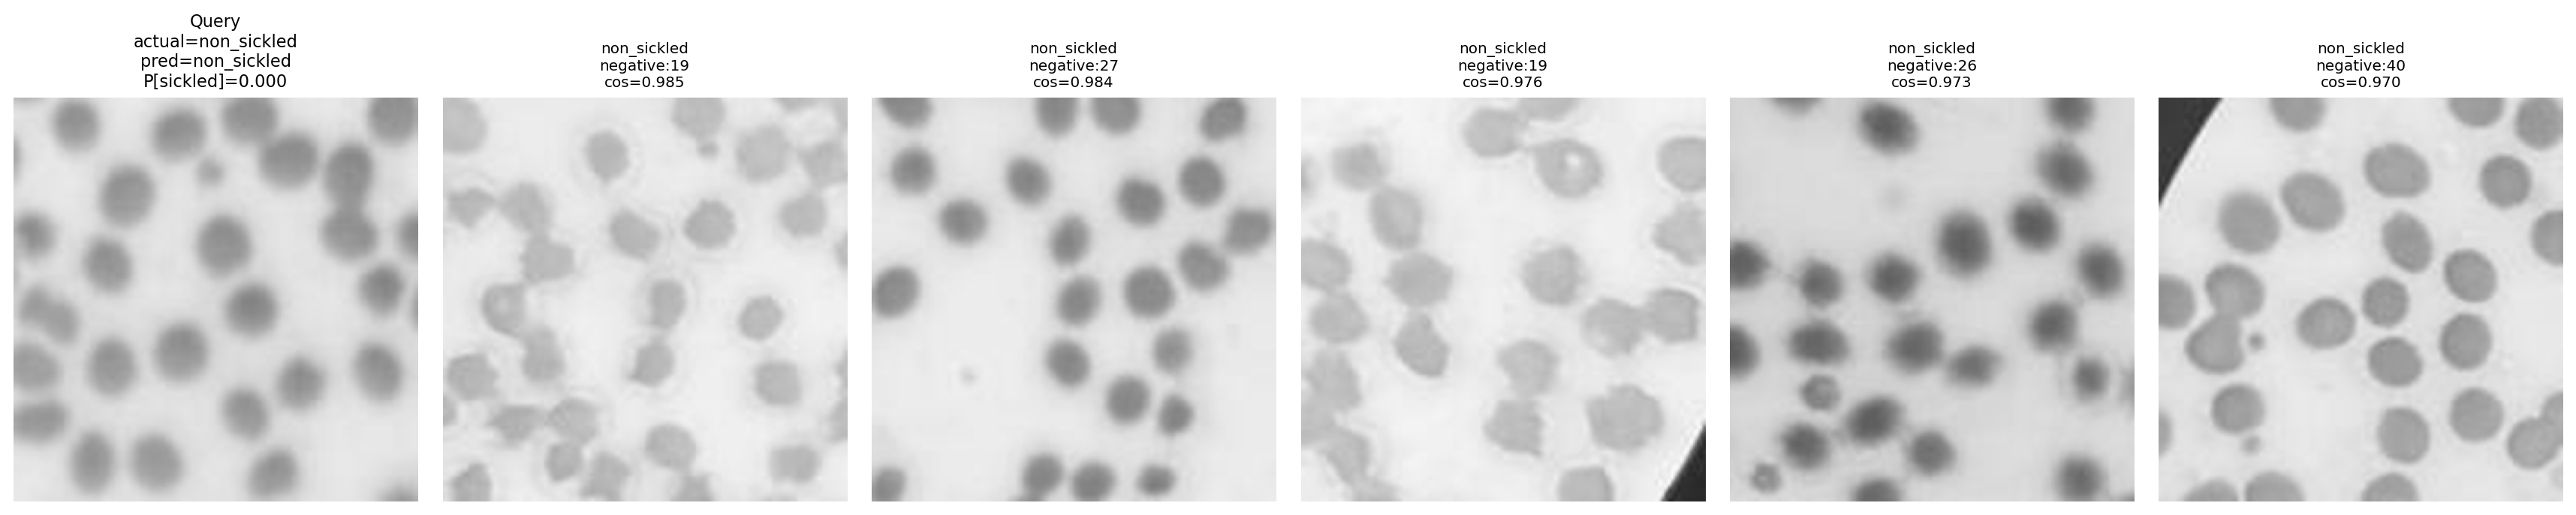 Query
actual=non_sickled
pred=non_sickled
P[sickled]=0.000
non_sickled
negative:19
cos=0.985
non_sickled
negative:27
cos=0.984
non_sickled
negative:19
cos=0.976
non_sickled
negative:26
cos=0.973
non_sickled
negative:40
cos=0.970